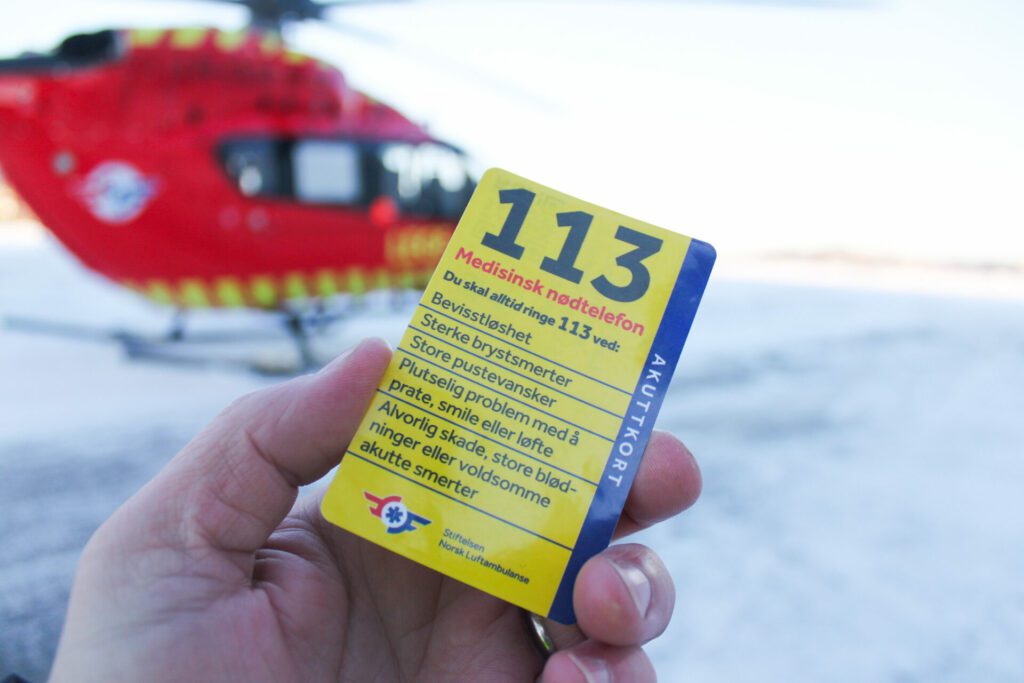 113
Medisinsk nødtelefon
Du skal alltid ringe 113 ved:
Bevisstløshet
Sterke brystsmerter
Store pustevansker
Plutselig problem med å
prate, smile eller løfte
Alvorlig skade, store blød-
ninger eller voldsomme
akutte smerter
Stiftelsen
Norsk Luftambulanse
AKUTTKORT